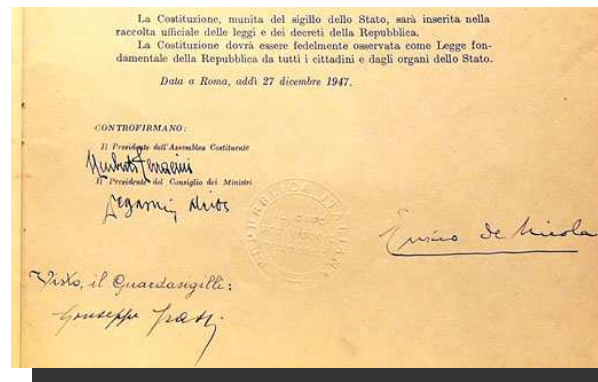 La Costituzione, munita del sigillo dello Stato, sarà inserita nella
raccolta ufficiale delle leggi e dei decreti della Repubblica.
La Costituzione dovrà essere fedelmente osservata come Legge fon-
damentale della Repubblica da tutti i cittadini e dagli organi dello Stato.
Data a Roma, addì 27 dicembre 1947.
CONTROFIRMANO:
Il Presidente dell'Assemblea Costituente
Umberto Terracini
Il Presidente del Consiglio dei Ministri
Enrico De Nicola
Visto, il Guardasigilli:
Giuseppe Grassi
REPUBBLICA ITALIANA